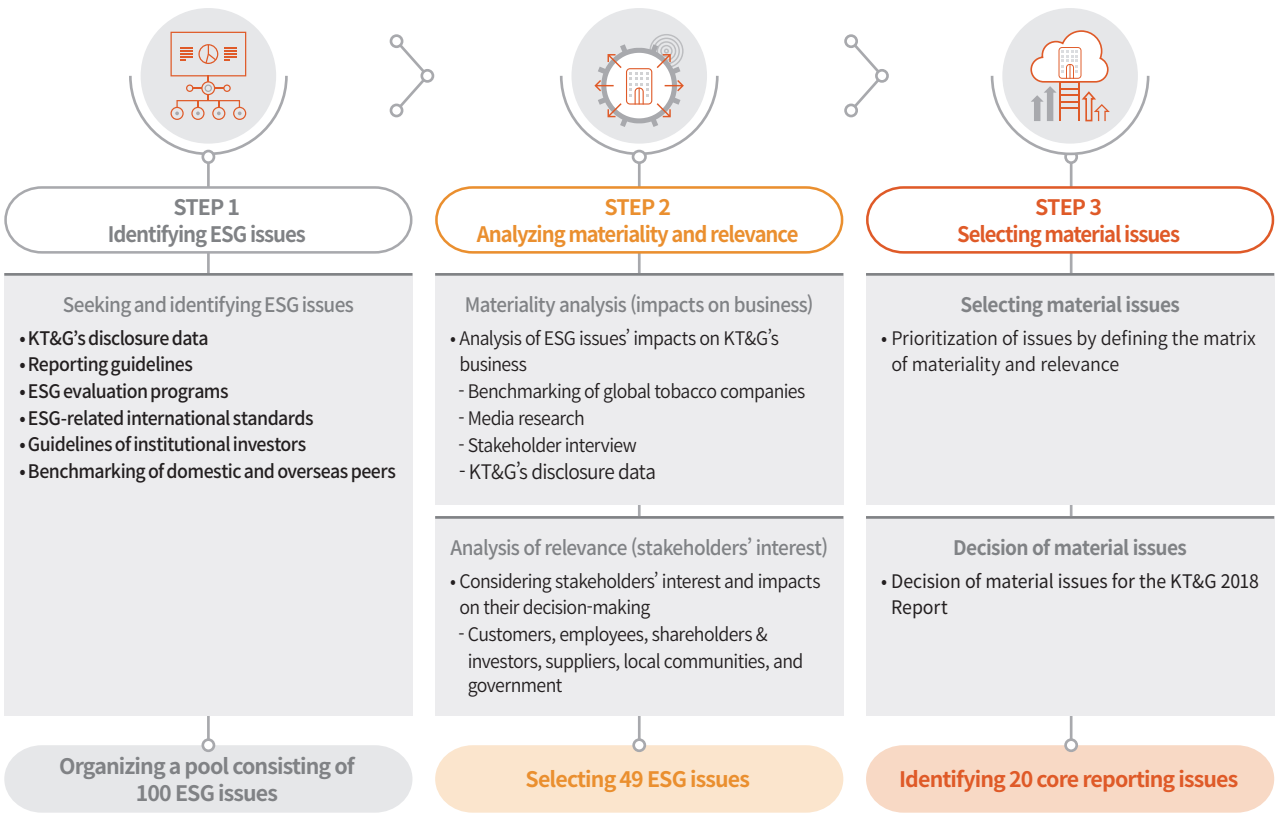 STEP 1
Identifying ESG issues
Seeking and identifying ESG issues
• KT&G's disclosure data
• Reporting guidelines
• ESG evaluation programs
• ESG-related international standards
• Guidelines of institutional investors
• Benchmarking of domestic and overseas peers
Organizing a pool consisting of
100 ESG issues
STEP 2
Analyzing materiality and relevance
Materiality analysis (impacts on business)
• Analysis of ESG issues' impacts on KT&G's
business
- Benchmarking of global tobacco companies
- Media research
- Stakeholder interview
- KT&G's disclosure data
Analysis of relevance (stakeholders' interest)
• Considering stakeholders' interest and impacts
on their decision-making
- Customers, employees, shareholders &
investors, suppliers, local communities, and
government
Selecting 49 ESG issues
STEP 3
Selecting material issues
Selecting material issues
• Prioritization of issues by defining the matrix
of materiality and relevance
Decision of material issues
• Decision of material issues for the KT&G 2018
Report
Identifying 20 core reporting issues